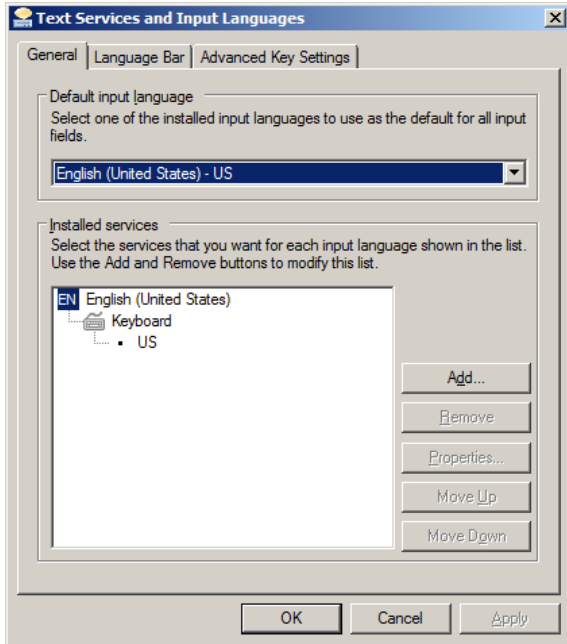 Text Services and Input Languages
General
Language Bar
Advanced Key Settings
Default input language
Select one of the installed input languages to use as the default for all input
fields.
English (United States) - US
Installed services
Select the services that you want for each input language shown in the list.
Use the Add and Remove buttons to modify this list.
EN English (United States)
Keyboard
US
Add...
Remove
Properties...
Move Up
Move Down
OK
Cancel
Apply